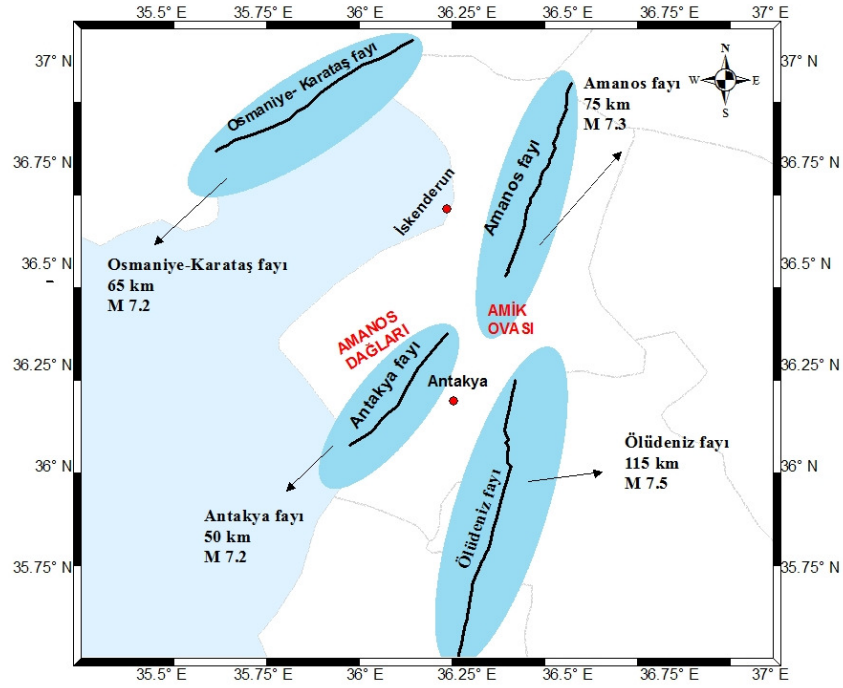 35.5° E 35.75° E 36° E 36.25° E 36.5° E 36.75° E 37° E
37° N
36.75° N
36.5° N
36.25° N
36° N
35.75° N
N
W E
S
Osmaniye- Karataş fayı
Amanos fayı
75 km
M 7.3
Amanos fayı
İskenderun
Osmaniye-Karataş fayı
65 km
M 7.2
AMANOS
DAĞLARI
AMİK
OVASI
Antakya fayı
Antakya
Ölüdeniz fayı
115 km
M 7.5
Ölüdeniz fayı
Antakya fayı
50 km
M 7.2
37° N
36.75° N
36.5° N
36.25° N
36° N
35.75° N
35.5° E 35.75° E 36° E 36.25° E 36.5° E 36.75° E 37° E